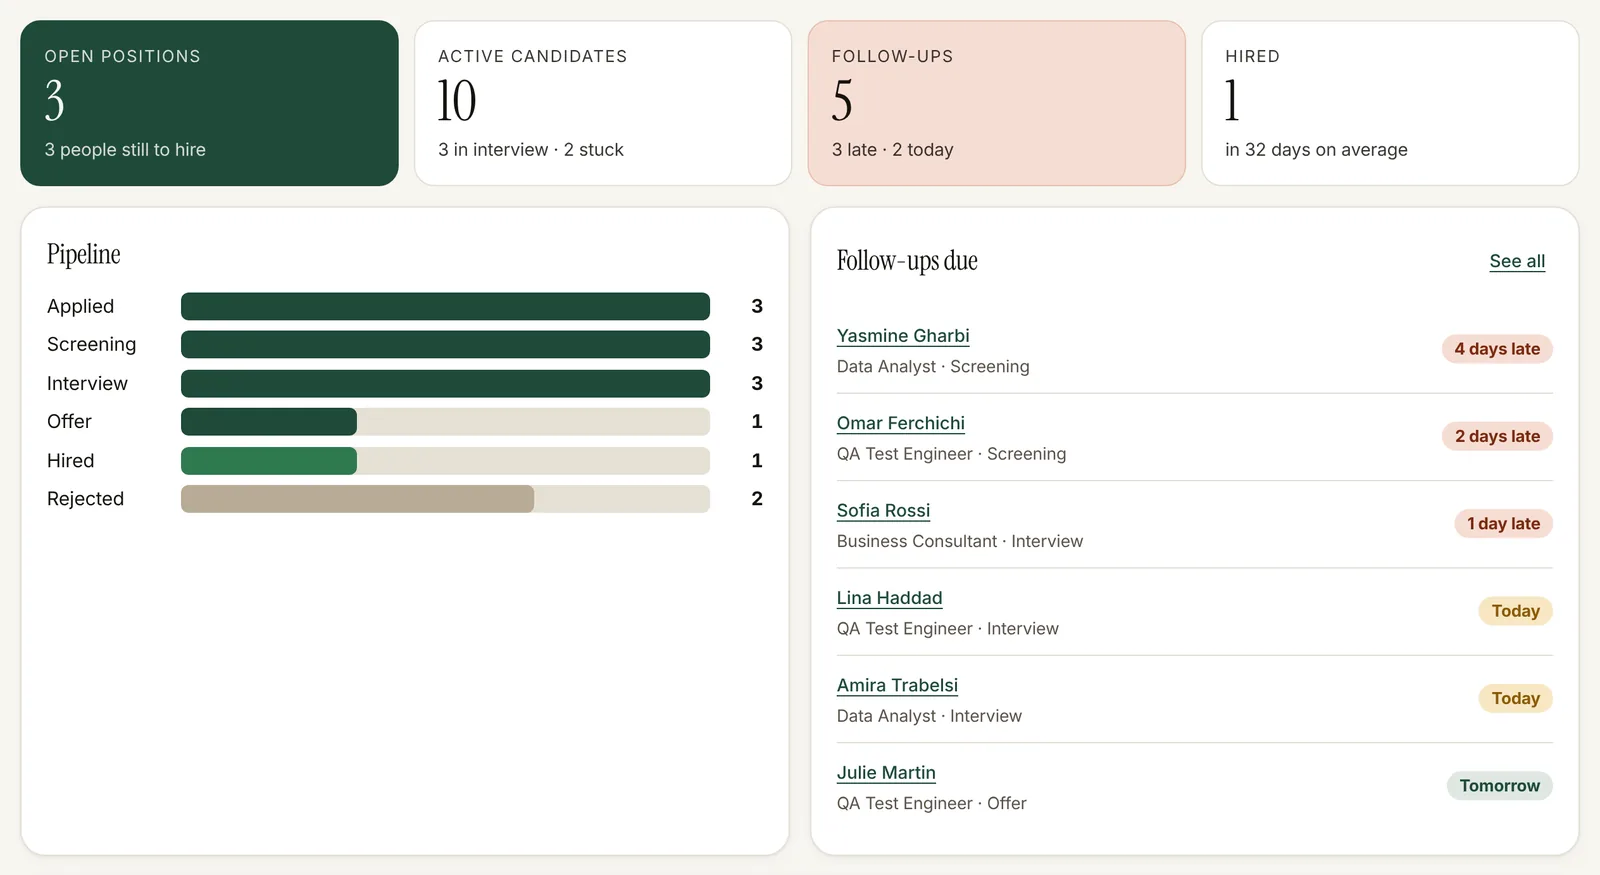 OPEN POSITIONS
3
3 people still to hire
ACTIVE CANDIDATES
10
3 in interview · 2 stuck
FOLLOW-UPS
5
3 late · 2 today
HIRED
1
in 32 days on average
Pipeline
Applied 3
Screening 3
Interview 3
Offer 1
Hired 1
Rejected 2
Follow-ups due
See all
Yasmine Gharbi
Data Analyst · Screening
4 days late
Omar Ferchichi
QA Test Engineer · Screening
2 days late
Sofia Rossi
Business Consultant · Interview
1 day late
Lina Haddad
QA Test Engineer · Interview
Today
Amira Trabelsi
Data Analyst · Interview
Today
Julie Martin
QA Test Engineer · Offer
Tomorrow